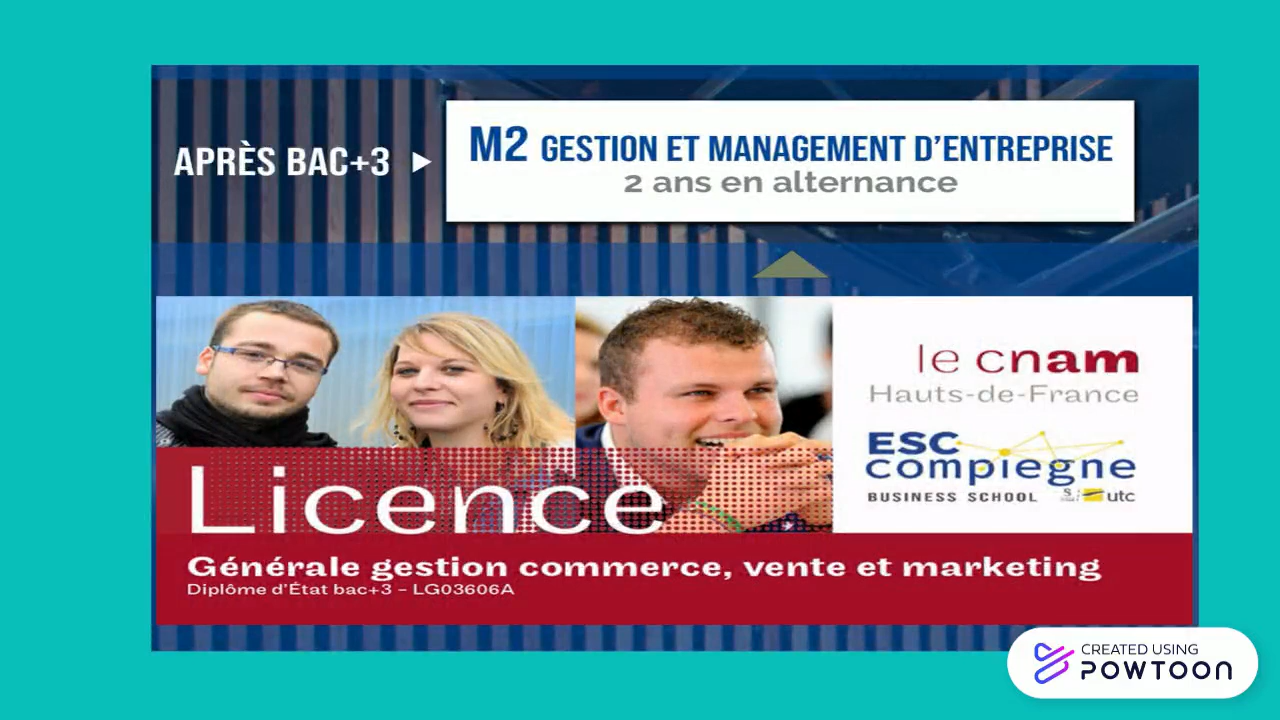 APRÈS BAC+3
M2 GESTION ET MANAGEMENT D'ENTREPRISE
2 ans en alternance
le cnam
Hauts-de-France
ESC
compiegne
BUSINESS SCHOOL
utc
Licence
Générale gestion commerce, vente et marketing
Diplôme d'État bac+3 – LG03606A
CREATED USING
POWTOON